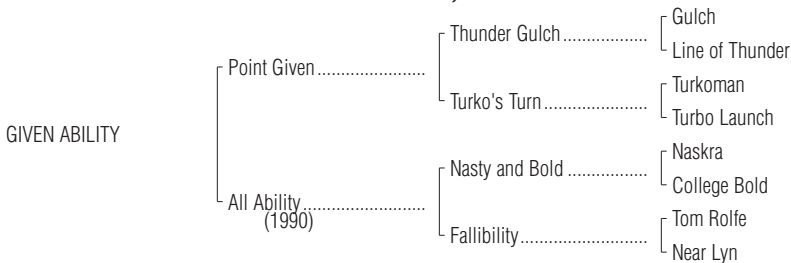 Gulch
Thunder Gulch
Line of Thunder
Point Given
Turkoman
Turko's Turn
Turbo Launch
GIVEN ABILITY
Naskra
Nasty and Bold
College Bold
All Ability
(1990)
Tom Rolfe
Fallibility
Near Lyn